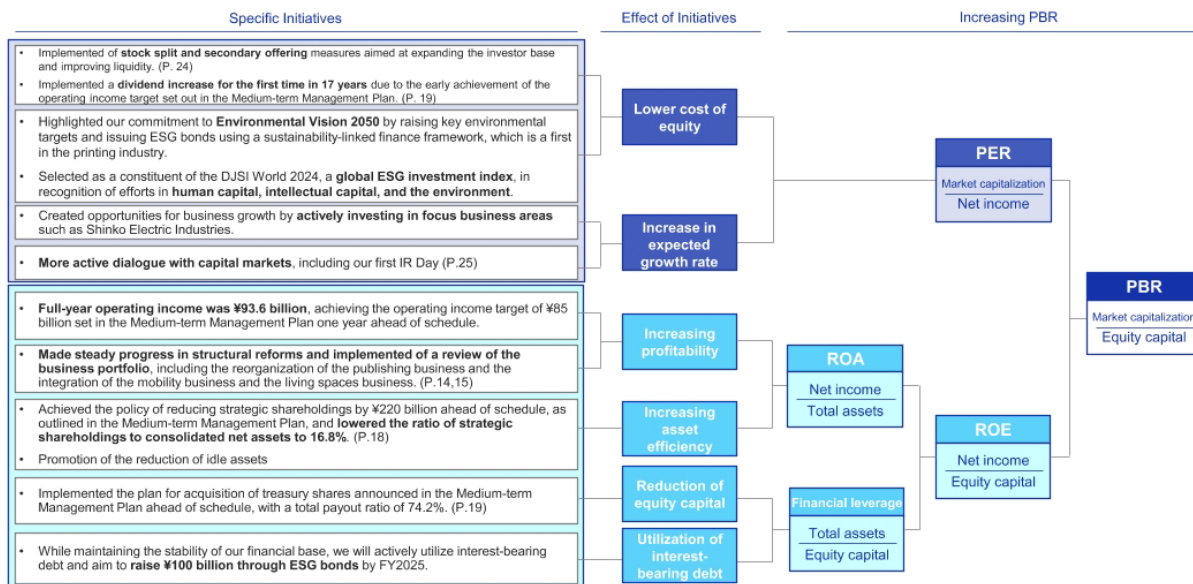 Specific Initiatives
Effect of Initiatives
Increasing PBR
• Implemented of stock split and secondary offering measures aimed at expanding the investor base
and improving liquidity. (P. 24)
• Implemented a dividend increase for the first time in 17 years due to the early achievement of the
operating income target set out in the Medium-term Management Plan. (P. 19)
• Highlighted our commitment to Environmental Vision 2050 by raising key environmental
targets and issuing ESG bonds using a sustainability-linked finance framework, which is a first
in the printing industry.
• Selected as a constituent of the DJSI World 2024, a global ESG investment index, in
recognition of efforts in human capital, intellectual capital, and the environment.
Lower cost of
equity
• Created opportunities for business growth by actively investing in focus business areas
such as Shinko Electric Industries.
• More active dialogue with capital markets, including our first IR Day (P.25)
Increase in
expected
growth rate
PER
Market capitalization
Net income
• Full-year operating income was ¥93.6 billion, achieving the operating income target of ¥85
billion set in the Medium-term Management Plan one year ahead of schedule.
• Made steady progress in structural reforms and implemented of a review of the
business portfolio, including the reorganization of the publishing business and the
integration of the mobility business and the living spaces business. (P.14,15)
Increasing
profitability
• Achieved the policy of reducing strategic shareholdings by ¥220 billion ahead of schedule, as
outlined in the Medium-term Management Plan, and lowered the ratio of strategic
shareholdings to consolidated net assets to 16.8%. (P.18)
• Promotion of the reduction of idle assets
Increasing
asset
efficiency
ROA
Net income
Total assets
• Implemented the plan for acquisition of treasury shares announced in the Medium-term
Management Plan ahead of schedule, with a total payout ratio of 74.2%. (P.19)
Reduction of
equity capital
• While maintaining the stability of our financial base, we will actively utilize interest-bearing
debt and aim to raise ¥100 billion through ESG bonds by FY2025.
Utilization of
interest-
bearing debt
Financial leverage
Total assets
Equity capital
ROE
Net income
Equity capital
PBR
Market capitalization
Equity capital